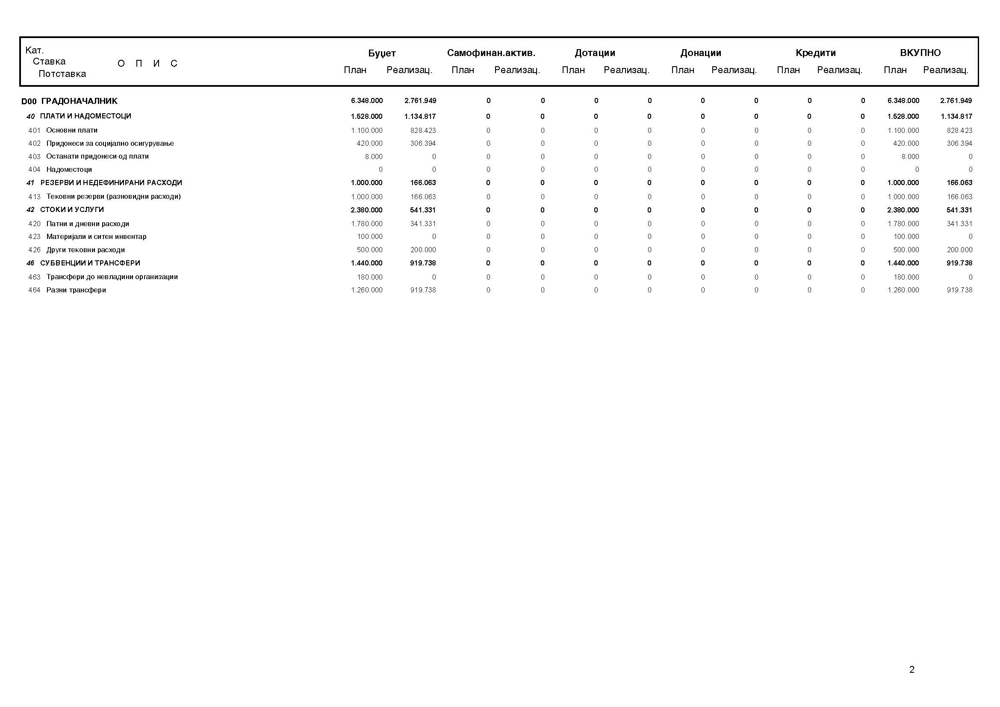 Кат.
Ставка
Потставка
О П И С
Буџет Самофинан.актив. Дотации Донации Кредити ВКУПНО
План Реализац. План Реализац. План Реализац. План Реализац. План Реализац. План Реализац.
D00 ГРАДОНАЧАЛНИК 6.348.000 2.761.949 0 0 0 0 0 0 0 0 6.348.000 2.761.949
40 ПЛАТИ И НАДОМЕСТОЦИ 1.528.000 1.134.817 0 0 0 0 0 0 0 0 1.528.000 1.134.817
401 Основни плати 1.100.000 828.423 0 0 0 0 0 0 0 0 1.100.000 828.423
402 Придонеси за социјално осигурување 420.000 306.394 0 0 0 0 0 0 0 0 420.000 306.394
403 Останати придонеси од плати 8.000 0 0 0 0 0 0 0 0 0 8.000 0
404 Надоместоци 0 0 0 0 0 0 0 0 0 0 0 0
41 РЕЗЕРВИ И НЕДЕФИНИРАНИ РАСХОДИ 1.000.000 166.063 0 0 0 0 0 0 0 0 1.000.000 166.063
413 Тековни резерви (разновидни расходи) 1.000.000 166.063 0 0 0 0 0 0 0 0 1.000.000 166.063
42 СТОКИ И УСЛУГИ 2.380.000 541.331 0 0 0 0 0 0 0 0 2.380.000 541.331
420 Патни и дневни расходи 1.780.000 341.331 0 0 0 0 0 0 0 0 1.780.000 341.331
423 Материјали и ситен инвентар 100.000 0 0 0 0 0 0 0 0 0 100.000 0
426 Други тековни расходи 500.000 200.000 0 0 0 0 0 0 0 0 500.000 200.000
46 СУБВЕНЦИИ И ТРАНСФЕРИ 1.440.000 919.738 0 0 0 0 0 0 0 0 1.440.000 919.738
463 Трансфери до невладини организации 180.000 0 0 0 0 0 0 0 0 0 180.000 0
464 Разни трансфери 1.260.000 919.738 0 0 0 0 0 0 0 0 1.260.000 919.738
2